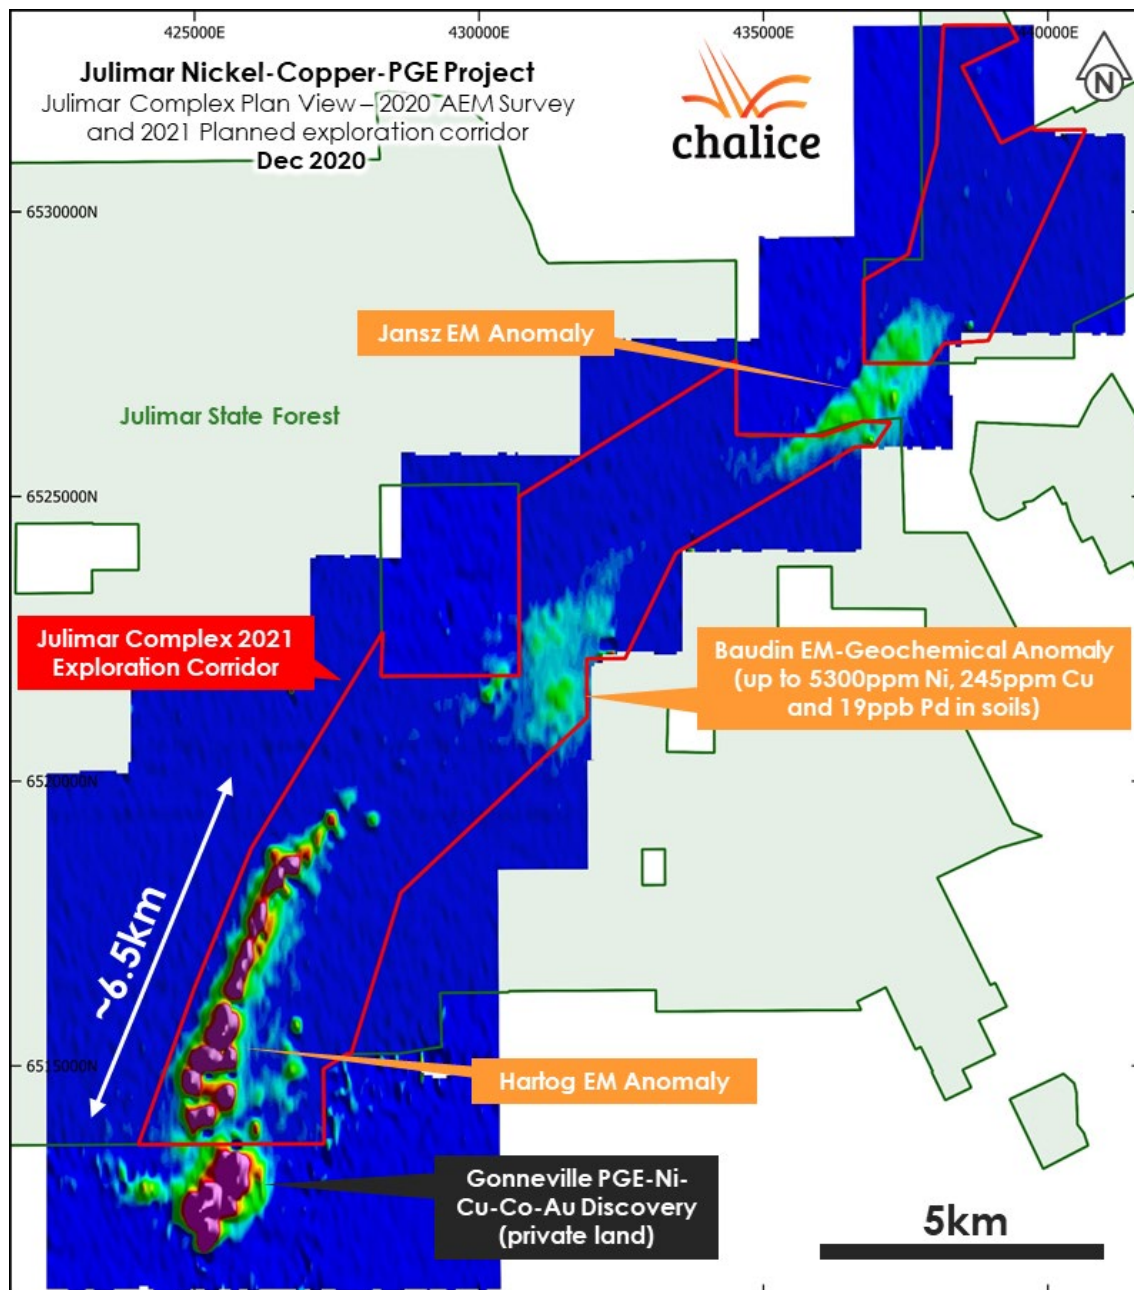 425000E
430000E
435000E
440000E
Julimar Nickel-Copper-PGE Project
Julimar Complex Plan View – 2020 AEM Survey
and 2021 Planned exploration corridor
Dec 2020
chalice
N
6530000N
Jansz EM Anomaly
Julimar State Forest
6525000N
Julimar Complex 2021
Exploration Corridor
Baudin EM-Geochemical Anomaly
(up to 5300ppm Ni, 245ppm Cu
and 19ppb Pd in soils)
6520000N
~6.5km
6515000N
Hartog EM Anomaly
Gonneville PGE-Ni-
Cu-Co-Au Discovery
(private land)
5km